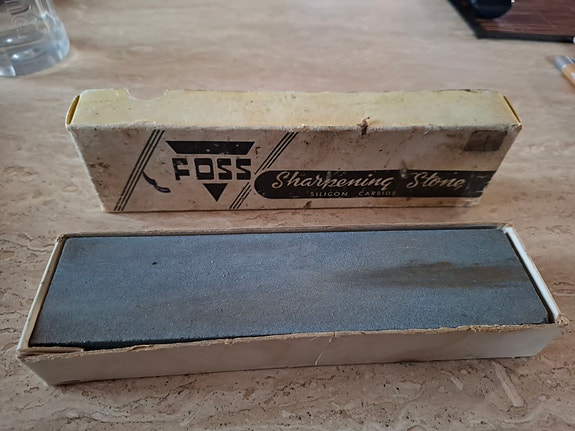 FOSS
Sharpening Stone
SILICON CARBIDE